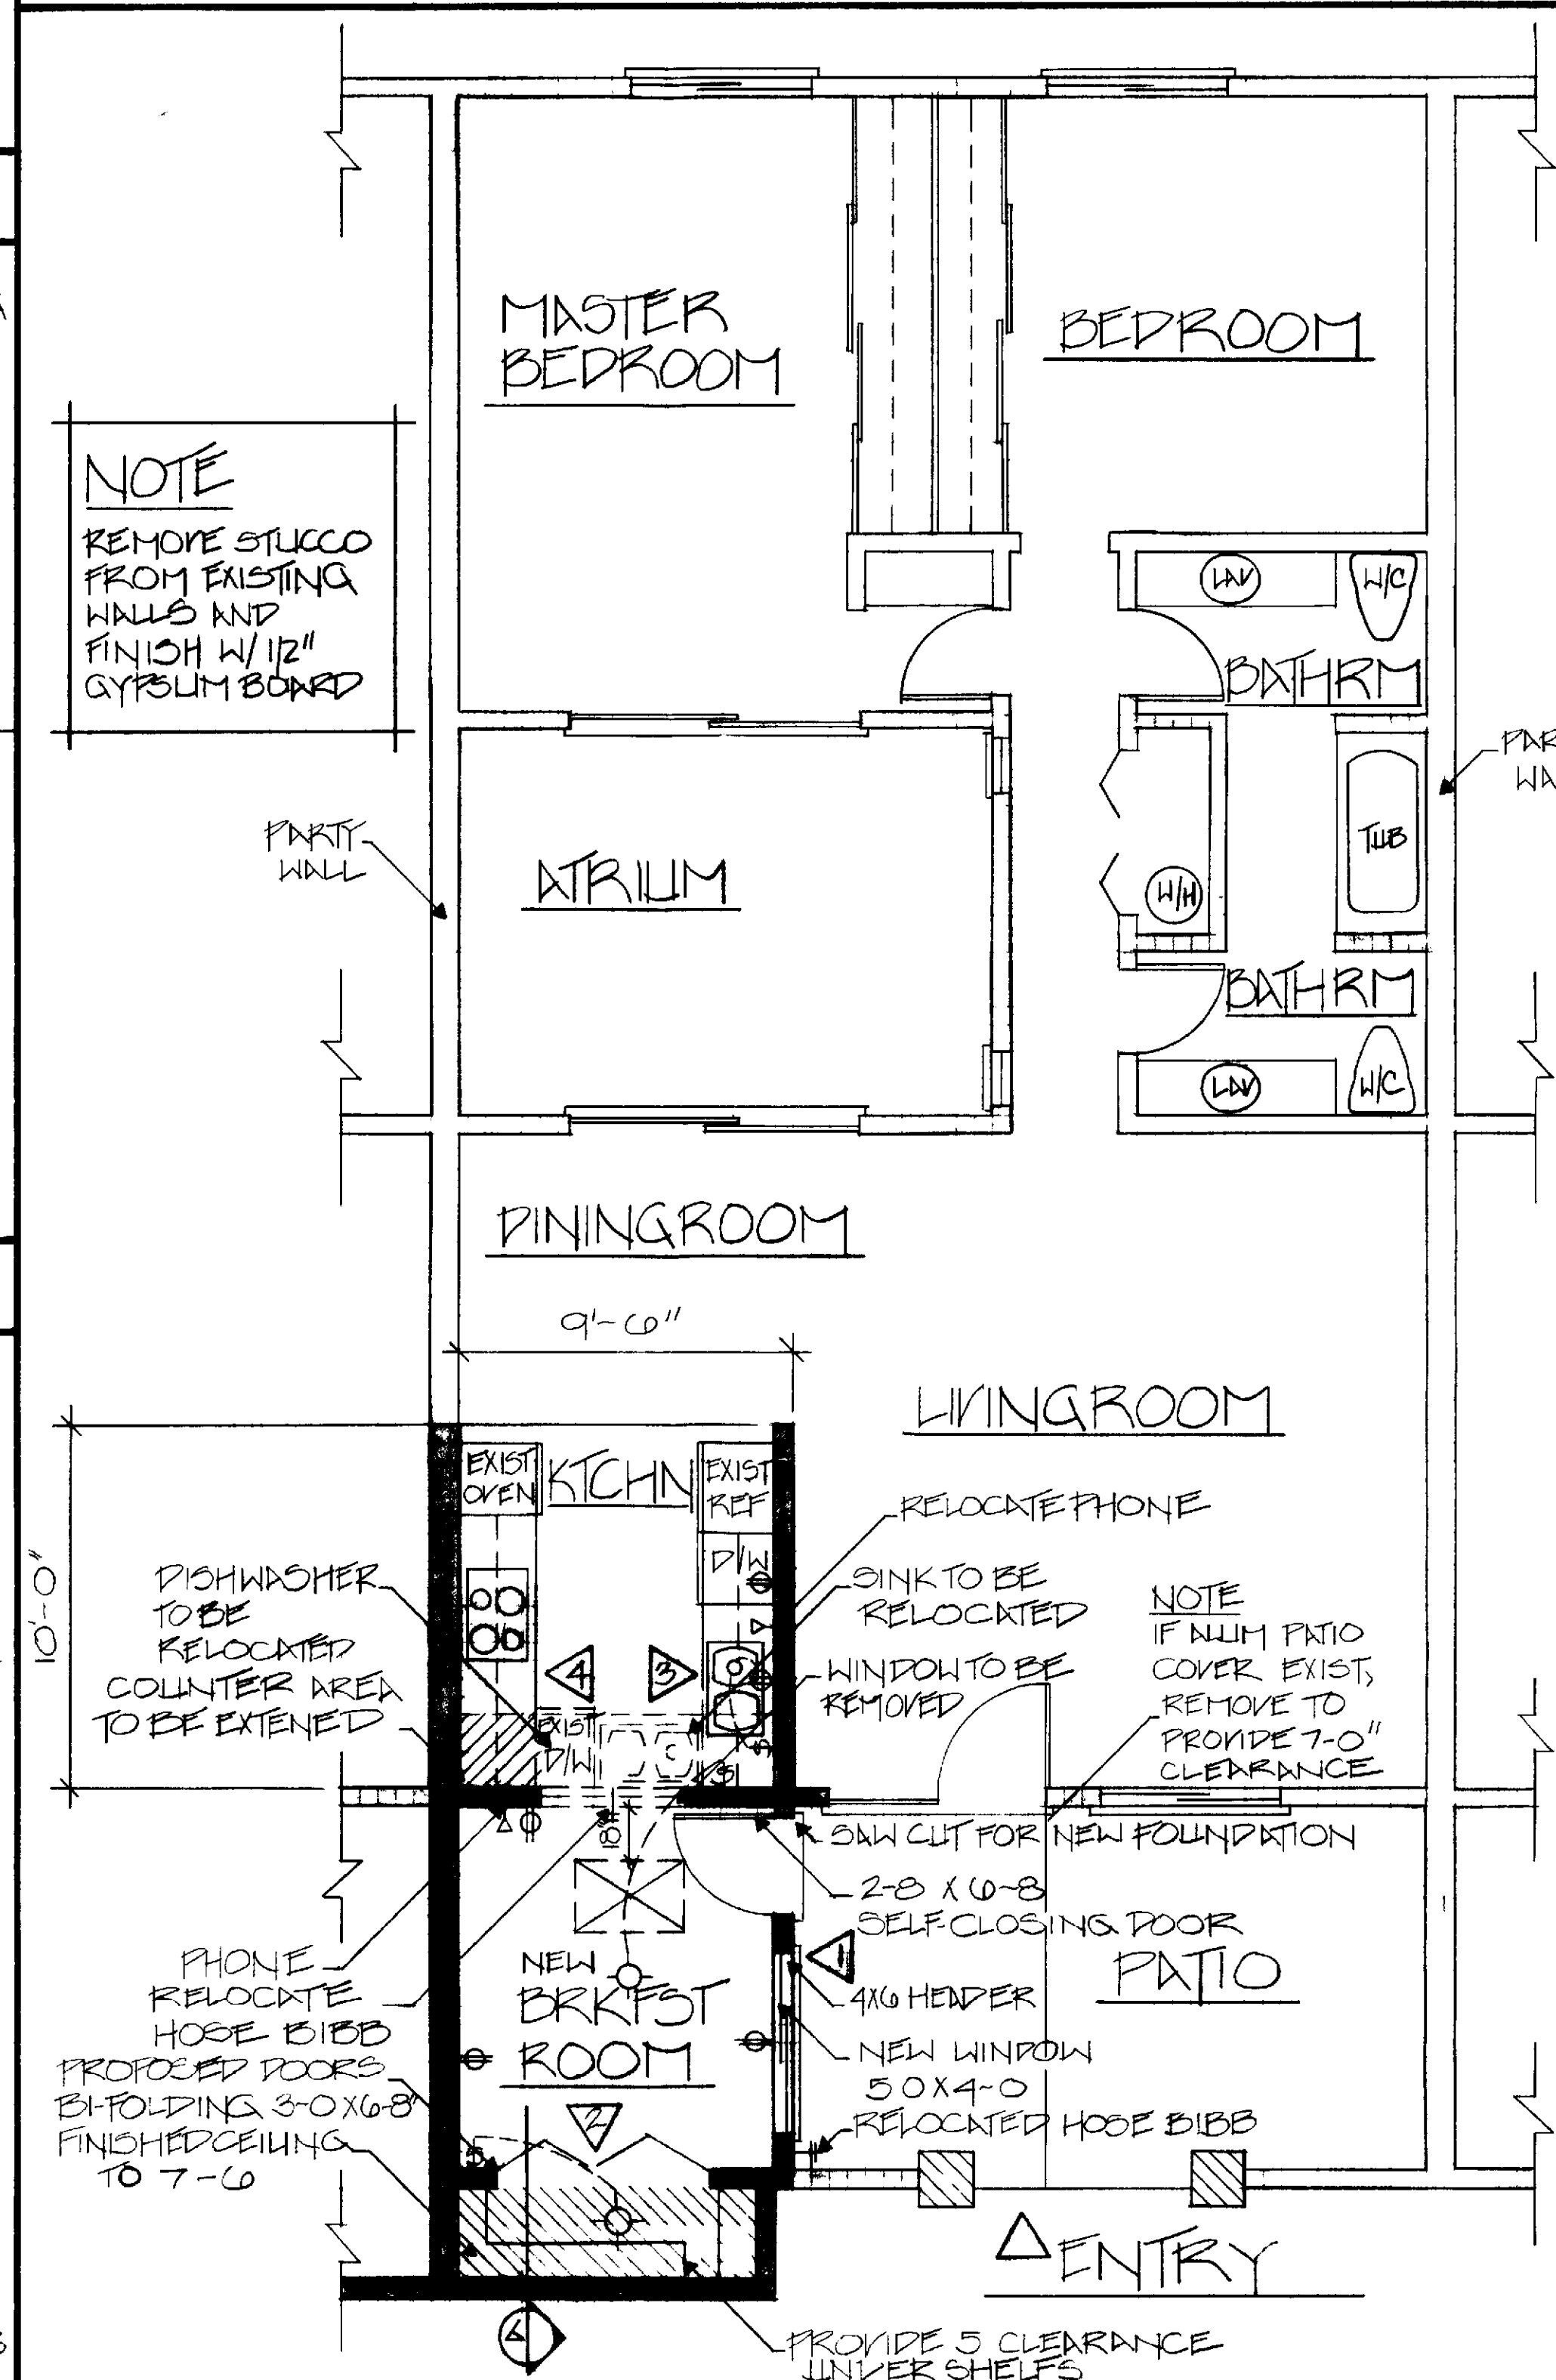 MASTER
BEDROOM
BEDROOM
NOTE
REMOVE STUCCO
FROM EXISTING
WALLS AND
FINISH W/ 1/2"
GYPSUM BOARD
LAV
W/C
BATHRM
PARTY
WALL
ATRIUM
W/H
TUB
BATHRM
LAV
W/C
DININGROOM
9'-6"
LIVINGROOM
10'-0"
EXIST
OVEN
KTCHN
EXIST
REF
D/W
RELOCATE PHONE
DISHWASHER
TO BE
RELOCATED
COUNTER AREA
TO BE EXTENED
SINK TO BE
RELOCATED
WINDOW TO BE
REMOVED
NOTE
IF ALUM PATIO
COVER EXIST,
REMOVE TO
PROVIDE 7-0"
CLEARANCE
4
3
EXIST
D/W
$
$
18"
SAW CUT FOR NEW FOUNDATION
2-8 X 6-8
SELF-CLOSING DOOR
1
PATIO
4X6 HEADER
NEW WINDOW
5 0 X 4-0
RELOCATED HOSE BIBB
PHONE
RELOCATE
HOSE BIBB
PROPOSED DOORS
BI-FOLDING 3-0 X 6-8"
FINISHED CEILING
TO 7-6
NEW
BRKFST
ROOM
2
ENTRY
PROVIDE 5 CLEARANCE
UNDER SHELFS